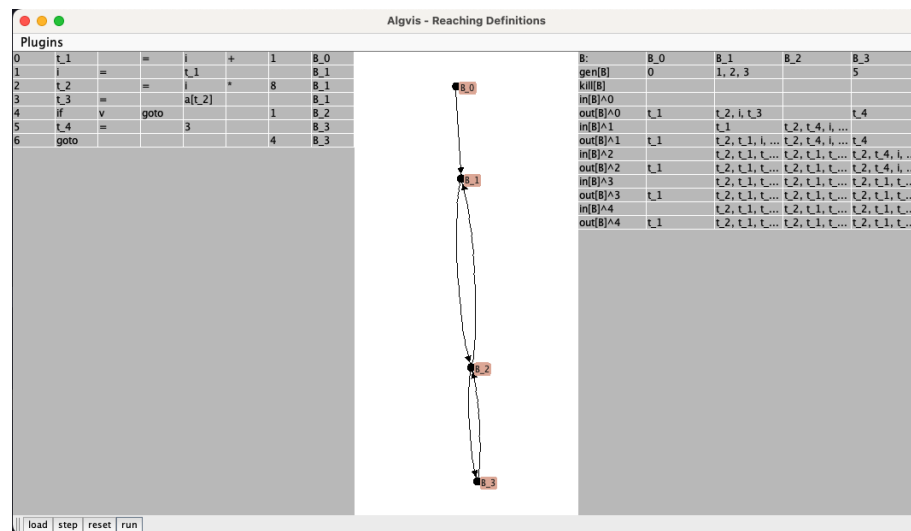 Algvis - Reaching Definitions
Plugins
0 t_1 = i + 1 B_0
1 i = t_1 B_1
2 t_2 = i * 8 B_1
3 t_3 = a[t_2] B_1
4 if v goto 1 B_2
5 t_4 = 3 B_3
6 goto 4 B_3
B_0
B_1
B_2
B_3
B: B_0 B_1 B_2 B_3
gen[B] 0 1, 2, 3 5
kill[B]
in[B]^0
out[B]^0 t_1 t_2, i, t_3 t_4
in[B]^1 t_1 t_2, t_4, i, ...
out[B]^1 t_1 t_2, t_1, i, ... t_2, t_4, i, ... t_4
in[B]^2 t_2, t_1, t_... t_2, t_1, t_... t_2, t_4, i, ...
out[B]^2 t_1 t_2, t_1, t_... t_2, t_1, t_... t_2, t_4, i, ...
in[B]^3 t_2, t_1, t_... t_2, t_1, t_... t_2, t_1, t_...
out[B]^3 t_1 t_2, t_1, t_... t_2, t_1, t_... t_2, t_1, t_...
in[B]^4 t_2, t_1, t_... t_2, t_1, t_... t_2, t_1, t_...
out[B]^4 t_1 t_2, t_1, t_... t_2, t_1, t_... t_2, t_1, t_...
load step reset run